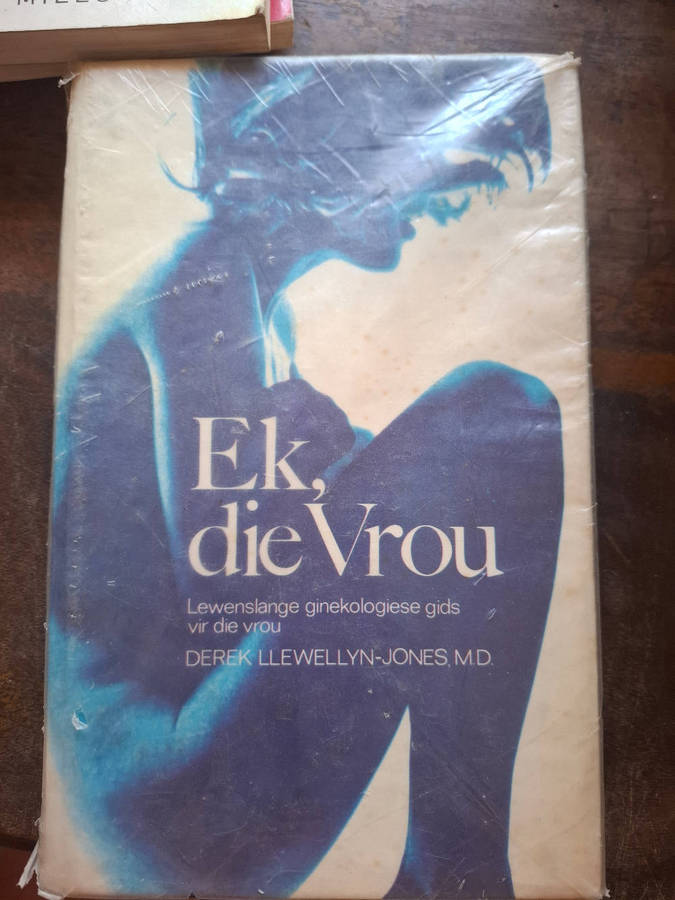 Ek,
die Vrou
Lewenslange ginekologiese gids
vir die vrou
DEREK LLEWELLYN-JONES, M.D.